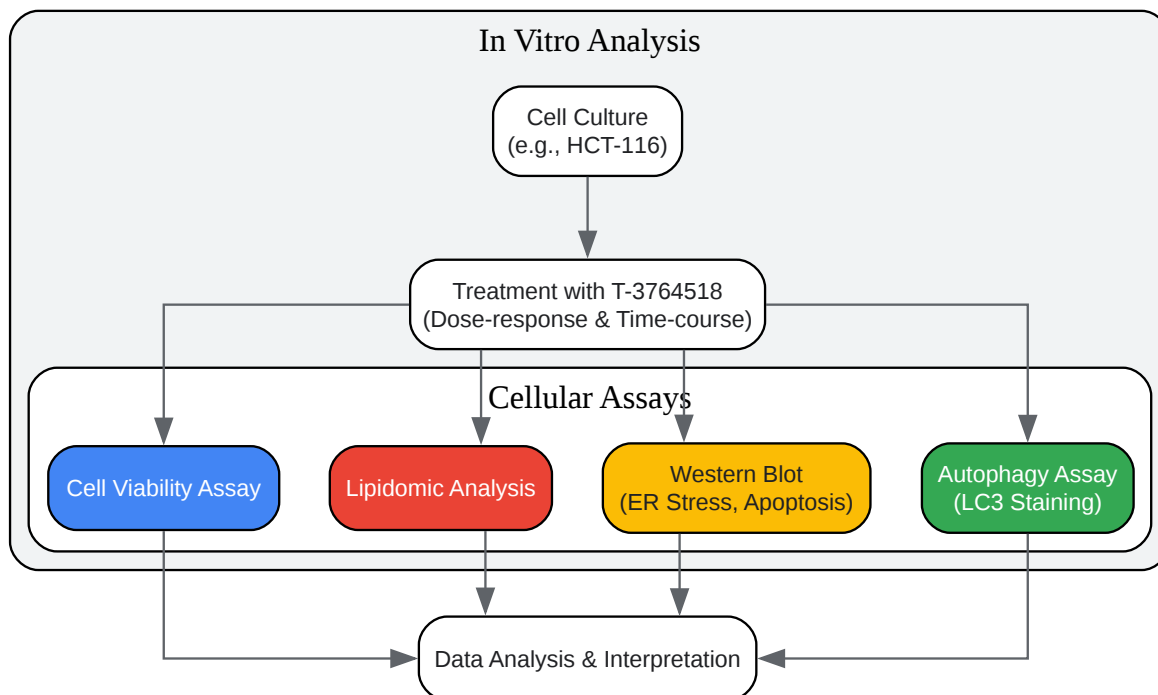 In Vitro Analysis
Cell Culture
(e.g., HCT-116)
Treatment with T-3764518
(Dose-response & Time-course)
Cellular Assays
Cell Viability Assay
Lipidomic Analysis
Western Blot
(ER Stress, Apoptosis)
Autophagy Assay
(LC3 Staining)
Data Analysis & Interpretation